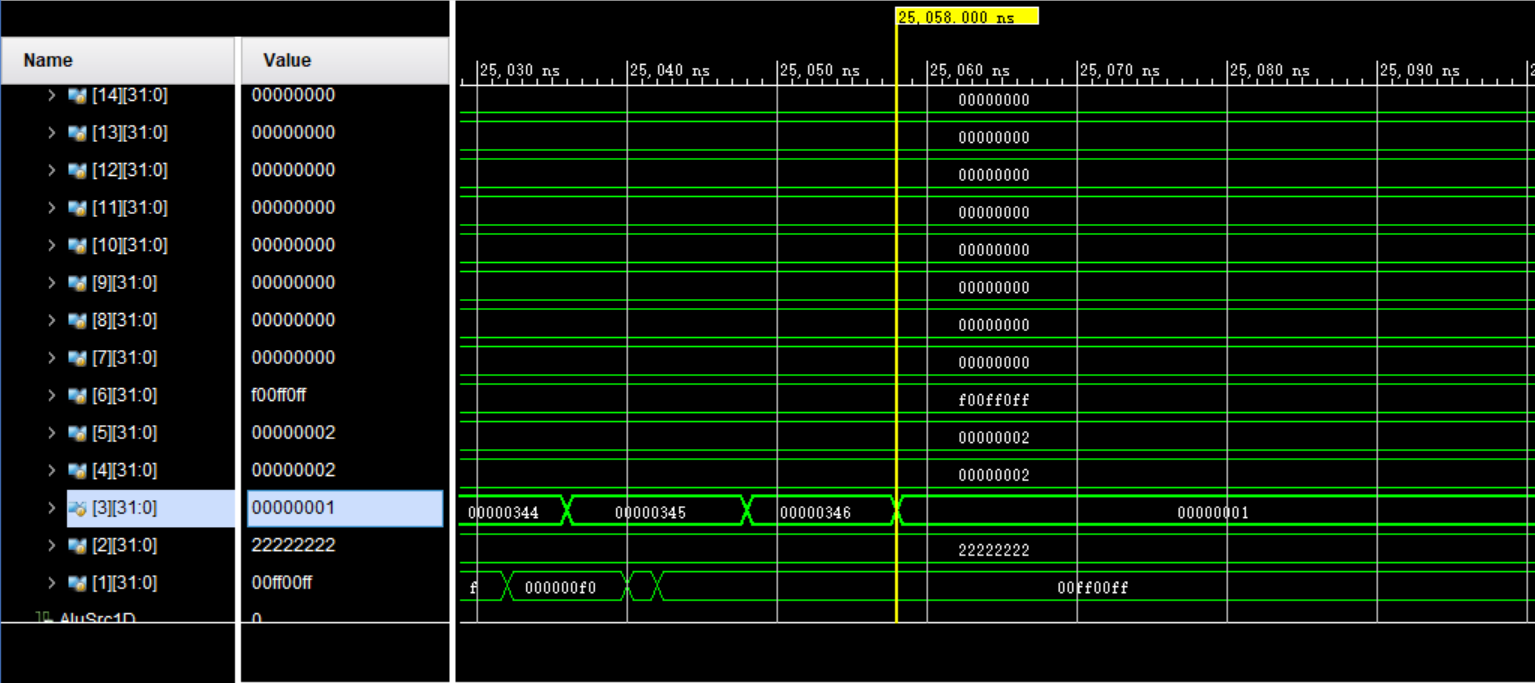 25,058.000 ns
Name Value
25,030 ns 25,040 ns 25,050 ns 25,060 ns 25,070 ns 25,080 ns 25,090 ns
[14][31:0] 00000000 00000000
[13][31:0] 00000000 00000000
[12][31:0] 00000000 00000000
[11][31:0] 00000000 00000000
[10][31:0] 00000000 00000000
[9][31:0] 00000000 00000000
[8][31:0] 00000000 00000000
[7][31:0] 00000000 00000000
[6][31:0] f00ff0ff f00ff0ff
[5][31:0] 00000002 00000002
[4][31:0] 00000002 00000002
[3][31:0] 00000001 00000344 00000345 00000346 00000001
[2][31:0] 22222222 22222222
[1][31:0] 00ff00ff f 000000f0 00ff00ff
AluSrc1D 0